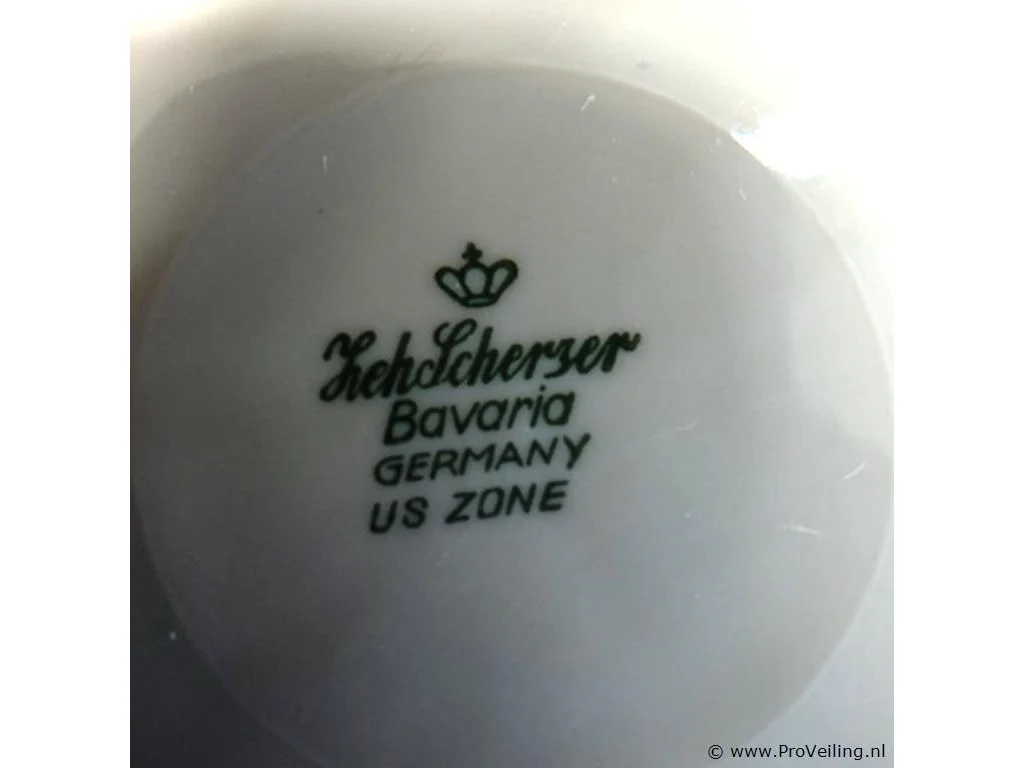 ZehScherzer
Bavaria
GERMANY
US ZONE
© www.ProVeiling.nl